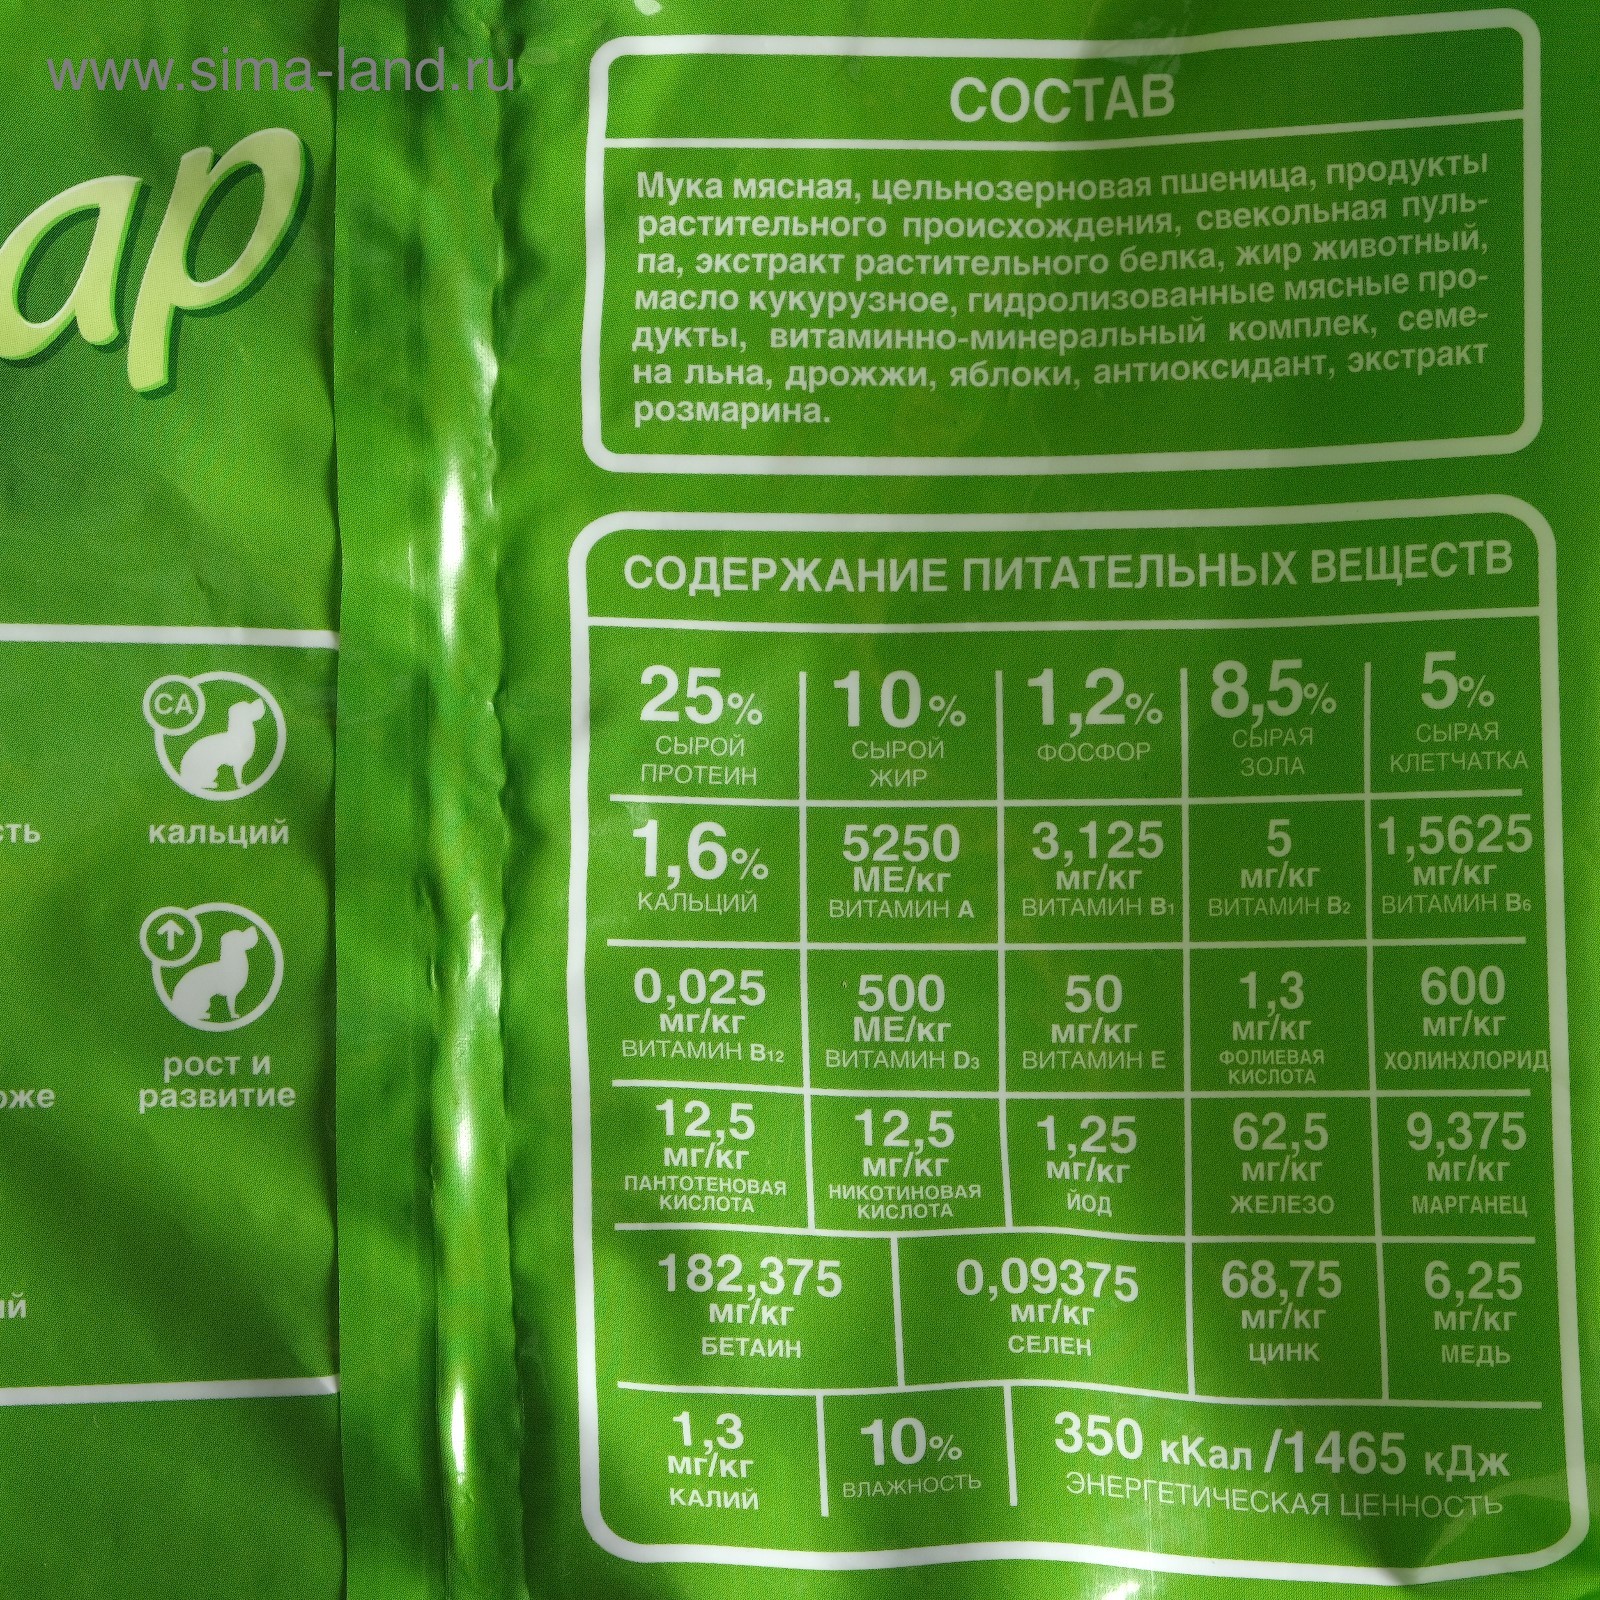 www.sima-land.ru
ар
СА
кальций
рост и
развитие
СОСТАВ
Мука мясная, цельнозерновая пшеница, продукты
растительного происхождения, свекольная пуль-
па, экстракт растительного белка, жир животный,
масло кукурузное, гидролизованные мясные про-
дукты, витаминно-минеральный комплек, семе-
на льна, дрожжи, яблоки, антиоксидант, экстракт
розмарина.
СОДЕРЖАНИЕ ПИТАТЕЛЬНЫХ ВЕЩЕСТВ
25%
СЫРОЙ
ПРОТЕИН
10%
СЫРОЙ
ЖИР
1,2%
ФОСФОР
8,5%
СЫРАЯ
ЗОЛА
5%
СЫРАЯ
КЛЕТЧАТКА
1,6%
КАЛЬЦИЙ
5250
МЕ/кг
ВИТАМИН А
3,125
мг/кг
ВИТАМИН B1
5
мг/кг
ВИТАМИН B2
1,5625
мг/кг
ВИТАМИН B6
0,025
мг/кг
ВИТАМИН B12
500
МЕ/кг
ВИТАМИН D3
50
мг/кг
ВИТАМИН E
1,3
мг/кг
ФОЛИЕВАЯ
КИСЛОТА
600
мг/кг
ХОЛИНХЛОРИД
12,5
мг/кг
ПАНТОТЕНОВАЯ
КИСЛОТА
12,5
мг/кг
НИКОТИНОВАЯ
КИСЛОТА
1,25
мг/кг
ЙОД
62,5
мг/кг
ЖЕЛЕЗО
9,375
мг/кг
МАРГАНЕЦ
182,375
мг/кг
БЕТАИН
0,09375
мг/кг
СЕЛЕН
68,75
мг/кг
ЦИНК
6,25
мг/кг
МЕДЬ
1,3
мг/кг
КАЛИЙ
10%
ВЛАЖНОСТЬ
350 кКал /1465 кДж
ЭНЕРГЕТИЧЕСКАЯ ЦЕННОСТЬ